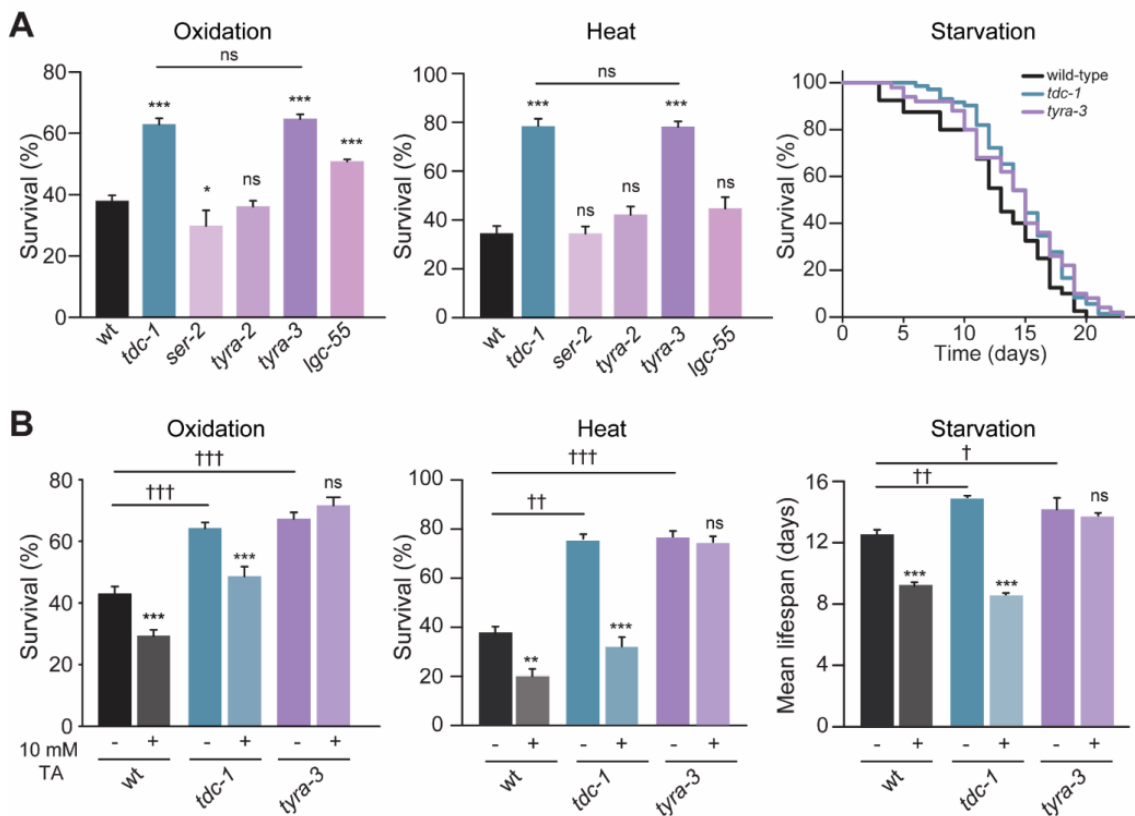 A
Oxidation
ns
Survival (%)
80
60
40
20
0
***
*
ns
***
***
wt
tdc-1
ser-2
tyra-2
tyra-3
lgc-55
Heat
ns
Survival (%)
100
80
60
40
20
0
***
ns
ns
***
ns
wt
tdc-1
ser-2
tyra-2
tyra-3
lgc-55
Starvation
wild-type
tdc-1
tyra-3
Survival (%)
100
80
60
40
20
0
0 5 10 15 20
Time (days)
B
Oxidation
†††
†††
Survival (%)
80
60
40
20
0
***
***
ns
10 mM
TA
- + - + - +
wt
tdc-1
tyra-3
Heat
†††
††
Survival (%)
100
80
60
40
20
0
**
***
ns
- + - + - +
wt
tdc-1
tyra-3
Starvation
†
††
Mean lifespan (days)
16
12
8
4
0
***
***
ns
- + - + - +
wt
tdc-1
tyra-3